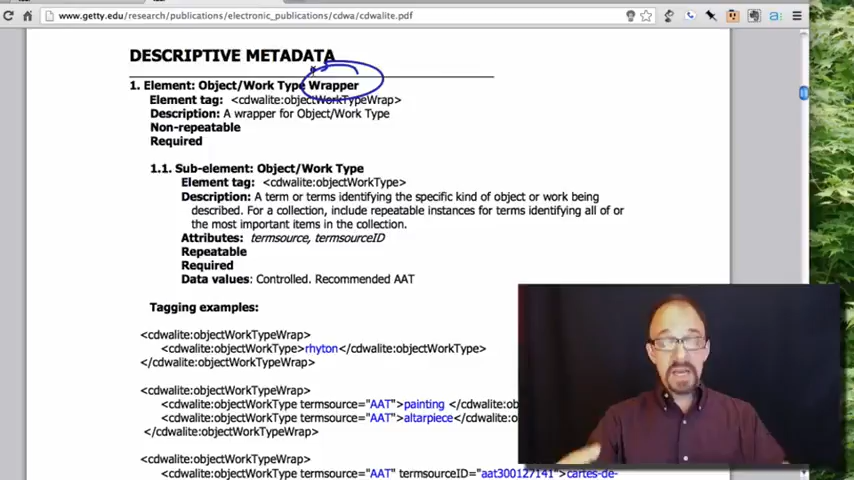 www.getty.edu/research/publications/electronic_publications/cdwa/cdwalite.pdf
DESCRIPTIVE METADATA
1. Element: Object/Work Type Wrapper
Element tag: <cdwalite:objectWorkTypeWrap>
Description: A wrapper for Object/Work Type
Non-repeatable
Required
1.1. Sub-element: Object/Work Type
Element tag: <cdwalite:objectWorkType>
Description: A term or terms identifying the specific kind of object or work being
described. For a collection, include repeatable instances for terms identifying all of or
the most important items in the collection.
Attributes: termsource, termsourceID
Repeatable
Required
Data values: Controlled. Recommended AAT
Tagging examples:
<cdwalite:objectWorkTypeWrap>
<cdwalite:objectWorkType>rhyton</cdwalite:objectWorkType>
</cdwalite:objectWorkTypeWrap>
<cdwalite:objectWorkTypeWrap>
<cdwalite:objectWorkType termsource="AAT">painting </cdwalite:ob
<cdwalite:objectWorkType termsource="AAT">altarpiece</cdwalite:o
</cdwalite:objectWorkTypeWrap>
<cdwalite:objectWorkTypeWrap>
<cdwalite:objectWorkType termsource="AAT" termsourceID="aat300127141">cartes-de-